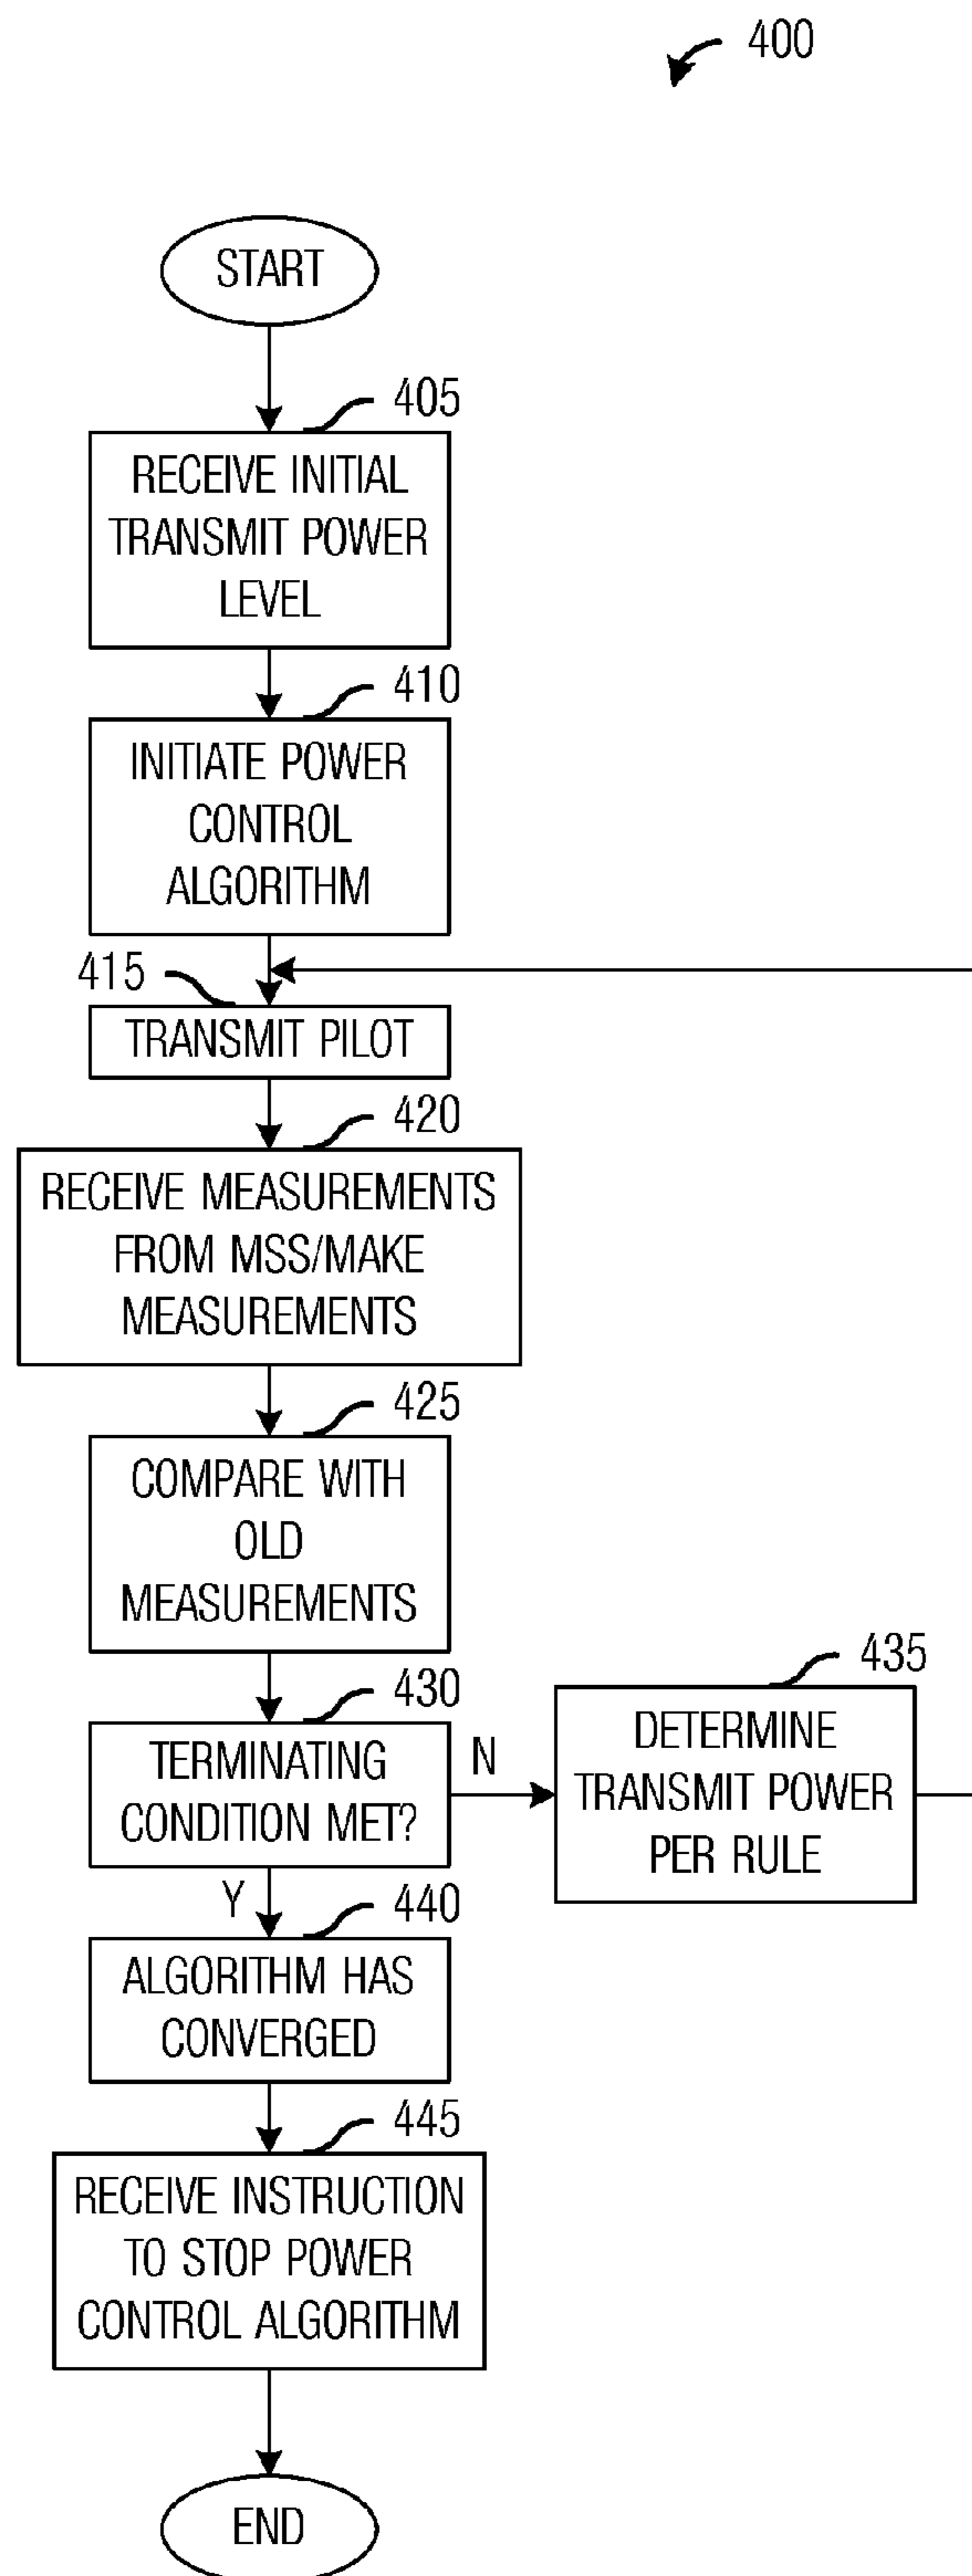 400
START
405
RECEIVE INITIAL
TRANSMIT POWER
LEVEL
410
INITIATE POWER
CONTROL
ALGORITHM
415
TRANSMIT PILOT
420
RECEIVE MEASUREMENTS
FROM MSS/MAKE
MEASUREMENTS
425
COMPARE WITH
OLD
MEASUREMENTS
430
TERMINATING
CONDITION MET?
N
435
DETERMINE
TRANSMIT POWER
PER RULE
Y
440
ALGORITHM HAS
CONVERGED
445
RECEIVE INSTRUCTION
TO STOP POWER
CONTROL ALGORITHM
END